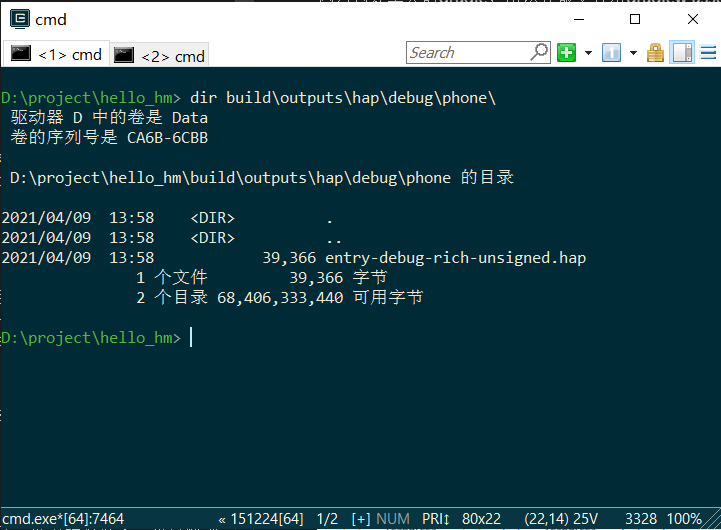 cmd
<1> cmd
<2> cmd
Search
1
D:\project\hello_hm> dir build\outputs\hap\debug\phone\
驱动器 D 中的卷是 Data
卷的序列号是 CA6B-6CBB
D:\project\hello_hm\build\outputs\hap\debug\phone 的目录
2021/04/09  13:58    <DIR>          .
2021/04/09  13:58    <DIR>          ..
2021/04/09  13:58            39,366 entry-debug-rich-unsigned.hap
1 个文件         39,366 字节
2 个目录 68,406,333,440 可用字节
D:\project\hello_hm>
cmd.exe*[64]:7464 « 151224[64] 1/2 [+] NUM PRI↕ 80x22 (22,14) 25V 3328 100%